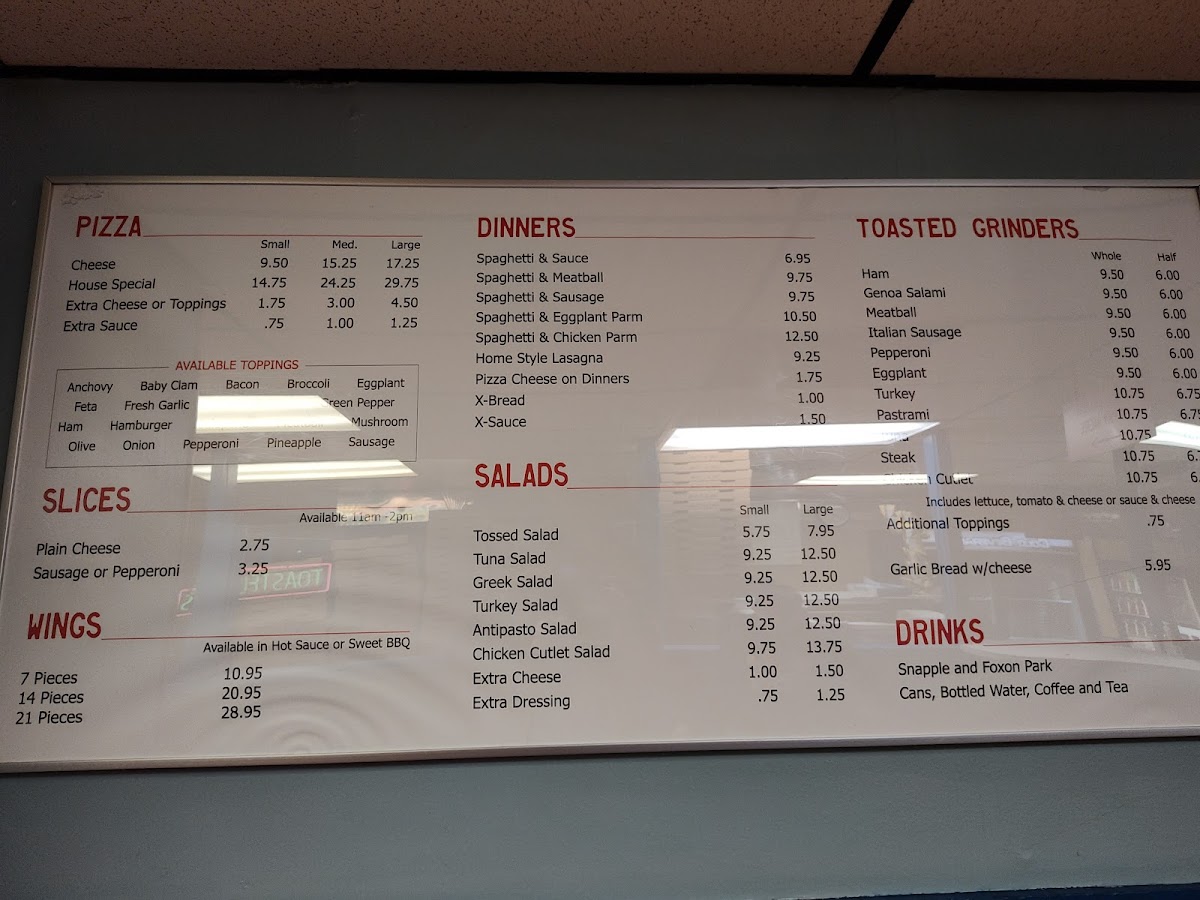 PIZZA
Small Med. Large
Cheese 9.50 15.25 17.25
House Special 14.75 24.25 29.75
Extra Cheese or Toppings 1.75 3.00 4.50
Extra Sauce .75 1.00 1.25
AVAILABLE TOPPINGS
Anchovy Baby Clam Bacon Broccoli Eggplant
Feta Fresh Garlic Green Pepper
Ham Hamburger Mushroom
Olive Onion Pepperoni Pineapple Sausage
SLICES
Available 11am -2pm
Plain Cheese 2.75
Sausage or Pepperoni 3.25
WINGS
Available in Hot Sauce or Sweet BBQ
7 Pieces 10.95
14 Pieces 20.95
21 Pieces 28.95
DINNERS
Spaghetti & Sauce 6.95
Spaghetti & Meatball 9.75
Spaghetti & Sausage 9.75
Spaghetti & Eggplant Parm 10.50
Spaghetti & Chicken Parm 12.50
Home Style Lasagna 9.25
Pizza Cheese on Dinners 1.75
X-Bread 1.00
X-Sauce 1.50
SALADS
Small Large
Tossed Salad 5.75 7.95
Tuna Salad 9.25 12.50
Greek Salad 9.25 12.50
Turkey Salad 9.25 12.50
Antipasto Salad 9.25 12.50
Chicken Cutlet Salad 9.75 13.75
Extra Cheese 1.00 1.50
Extra Dressing .75 1.25
TOASTED GRINDERS
Whole Half
Ham 9.50 6.00
Genoa Salami 9.50 6.00
Meatball 9.50 6.00
Italian Sausage 9.50 6.00
Pepperoni 9.50 6.00
Eggplant 9.50 6.00
Turkey 10.75 6.75
Pastrami 10.75 6.75
10.75
Steak 10.75
Cutlet 10.75
Includes lettuce, tomato & cheese or sauce & cheese
Additional Toppings .75
Garlic Bread w/cheese 5.95
DRINKS
Snapple and Foxon Park
Cans, Bottled Water, Coffee and Tea